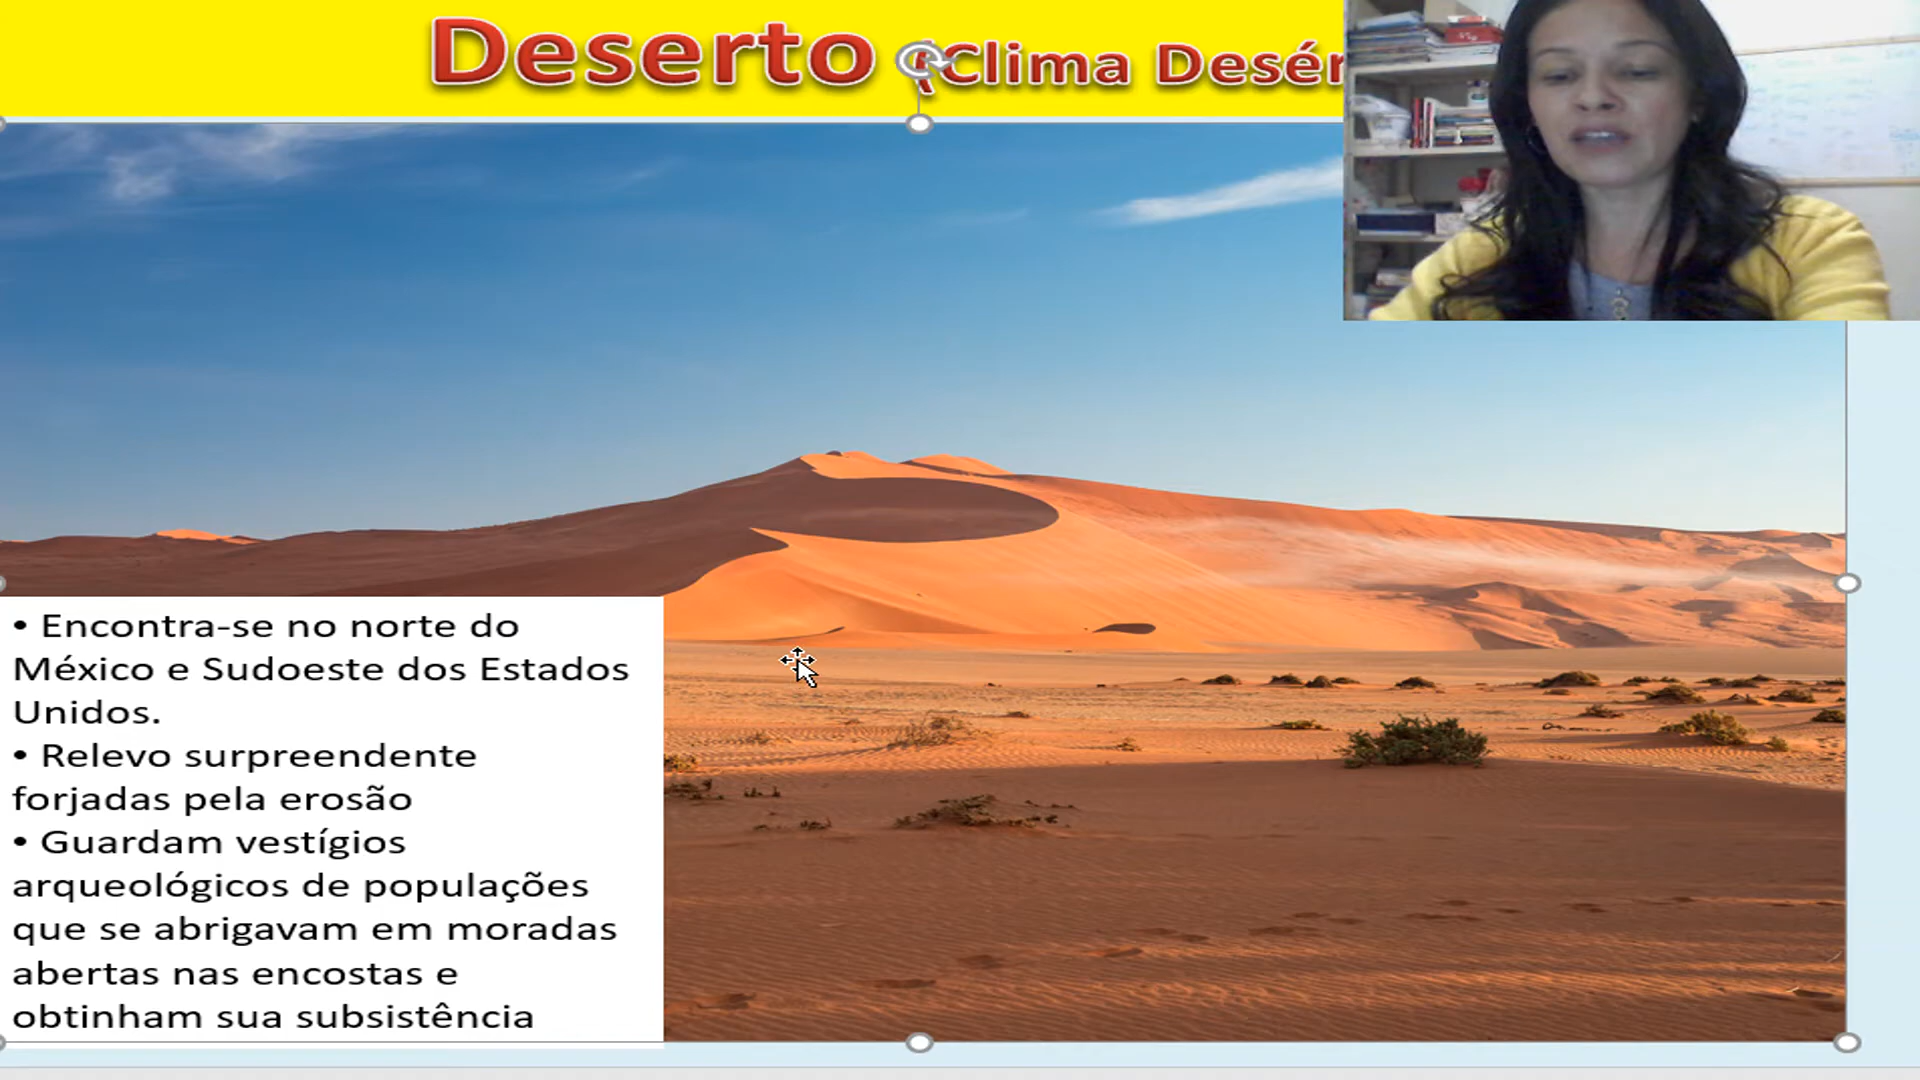 Deserto (Clima
• Encontra-se no norte do
México e Sudoeste dos Estados
Unidos.
• Relevo surpreendente
forjadas pela erosão
• Guardam vestígios
arqueológicos de populações
que se abrigavam em moradas
abertas nas encostas e
obtinham sua subsistência